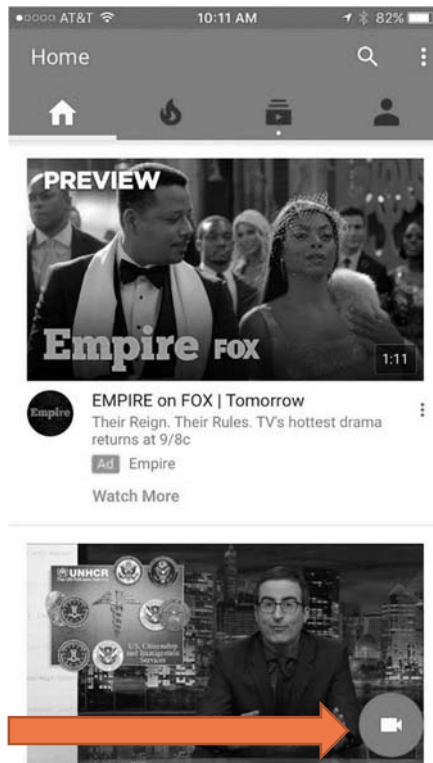 AT&T 10:11 AM 82%
Home
PREVIEW
Empire FOX
1:11
Empire
EMPIRE on FOX | Tomorrow
Their Reign. Their Rules. TV's hottest drama
returns at 9/8c
Ad Empire
Watch More
UNHCR
U.S. Citizenship
and Immigration
Services